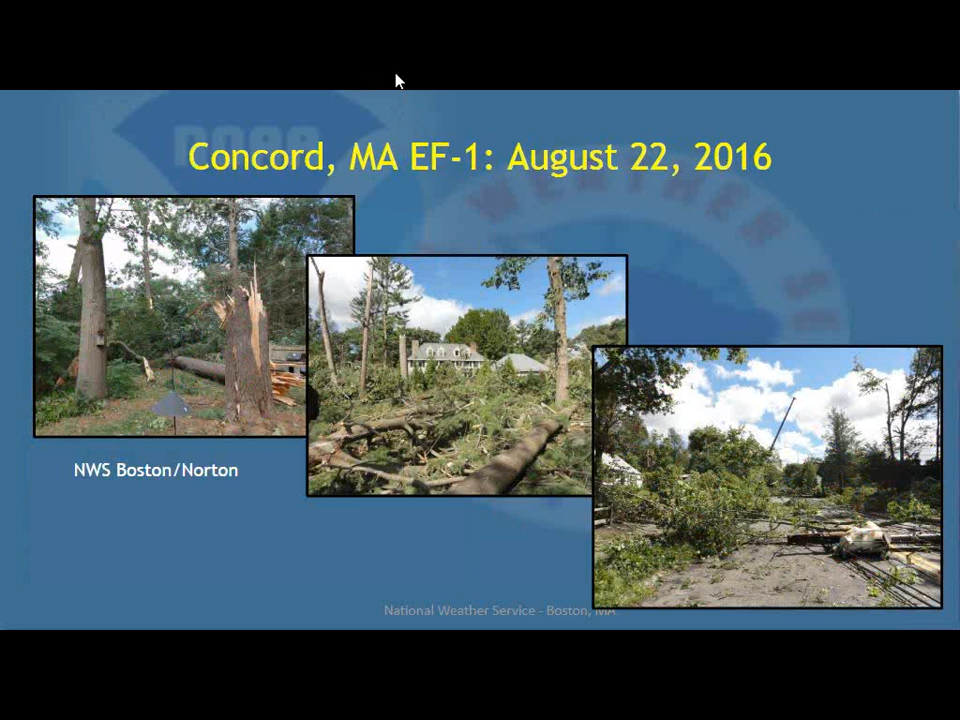 Concord, MA EF-1: August 22, 2016
NWS Boston/Norton
National Weather Service - Boston, MA